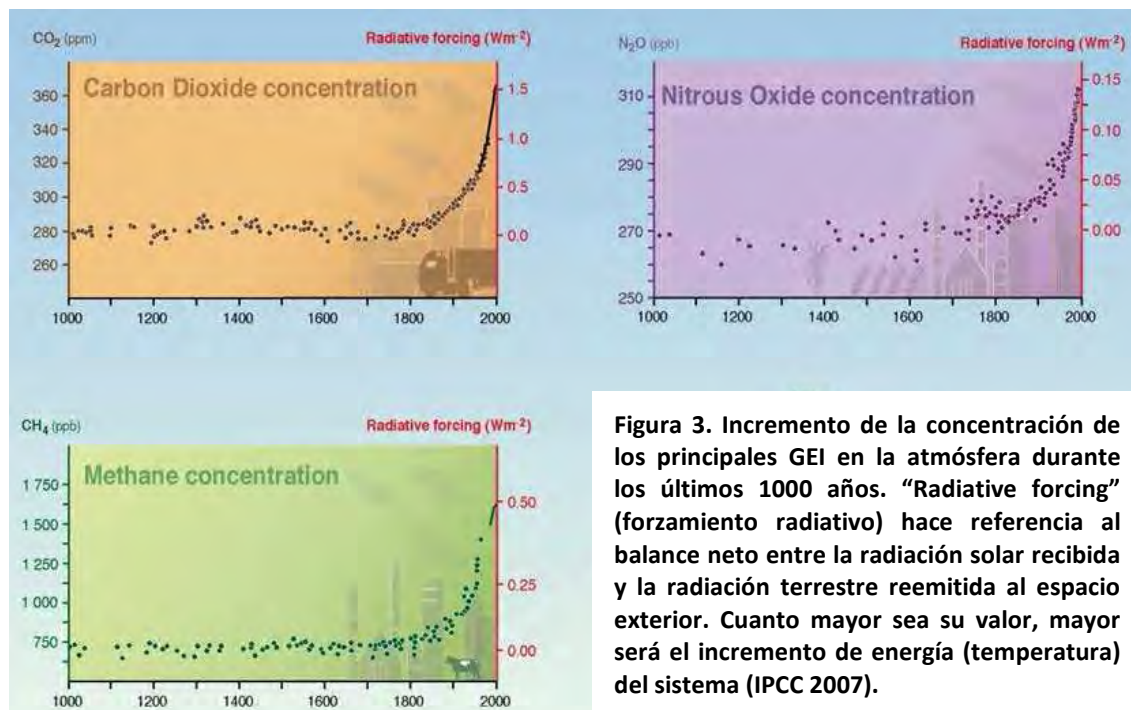 CO₂ (ppm)
Radiative forcing (Wm⁻²)
Carbon Dioxide concentration
360
340
320
300
280
260
1.5
1.0
0.5
0.0
1000 1200 1400 1600 1800 2000
N₂O (ppb)
Radiative forcing (Wm⁻²)
Nitrous Oxide concentration
310
290
270
250
0.15
0.10
0.05
0.00
1000 1200 1400 1600 1800 2000
CH₄ (ppb)
Radiative forcing (Wm⁻²)
Methane concentration
1 750
1 500
1 250
1 000
750
0.50
0.25
0.00
1000 1200 1400 1600 1800 2000
Figura 3. Incremento de la concentración de
los principales GEI en la atmósfera durante
los últimos 1000 años. “Radiative forcing”
(forzamiento radiativo) hace referencia al
balance neto entre la radiación solar recibida
y la radiación terrestre reemitida al espacio
exterior. Cuanto mayor sea su valor, mayor
será el incremento de energía (temperatura)
del sistema (IPCC 2007).